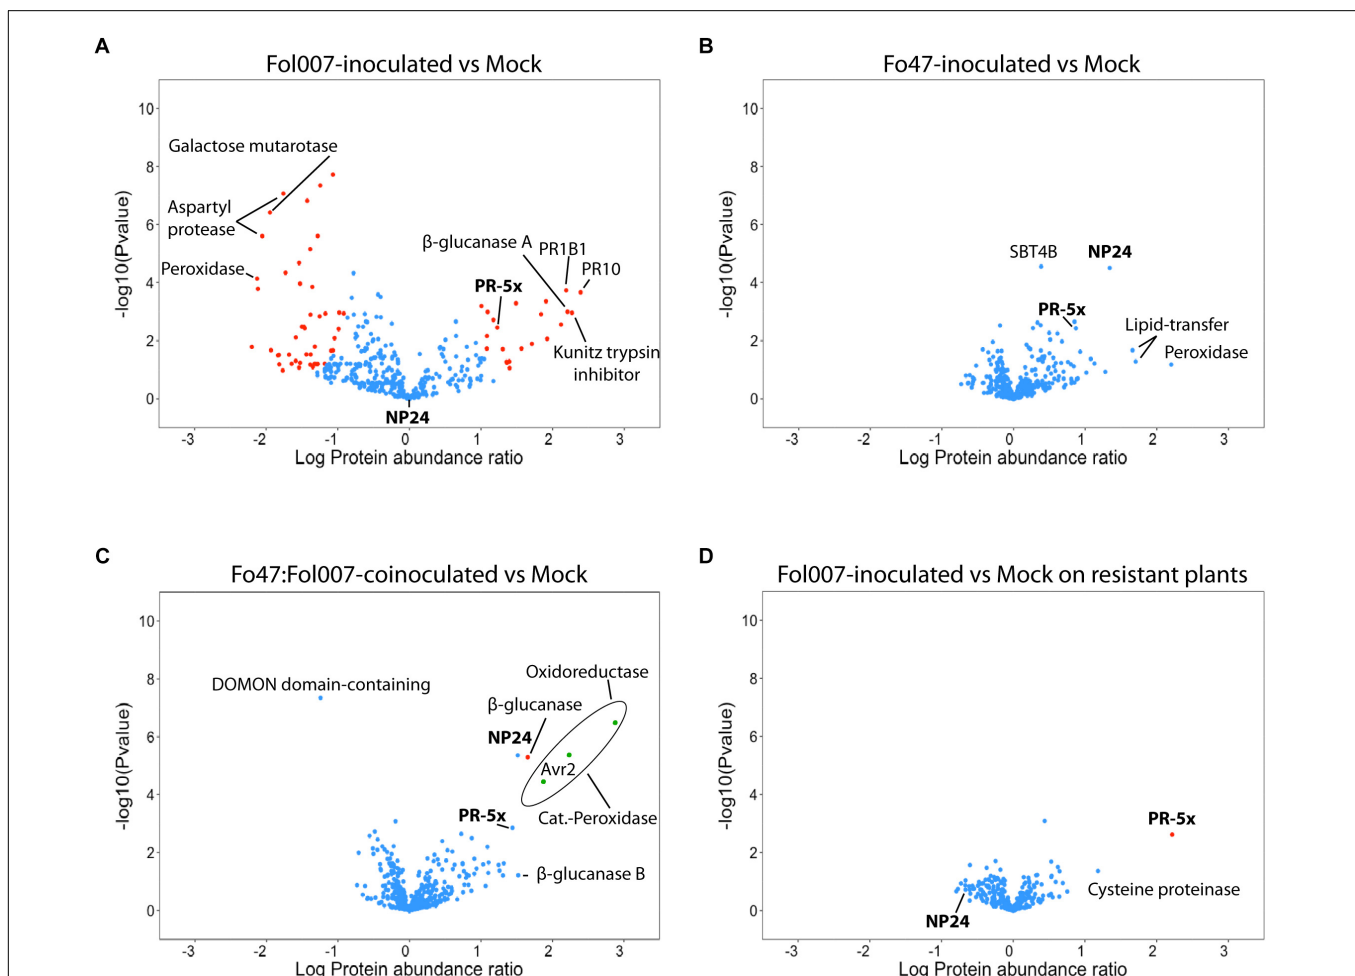 A
Fol007-inoculated vs Mock
10
8
6
4
2
0
-log10(Pvalue)
Galactose mutarotase
Aspartyl
protease
Peroxidase
β-glucanase A
PR1B1
PR10
PR-5x
Kunitz trypsin
inhibitor
NP24
-3 -2 -1 0 1 2 3
Log Protein abundance ratio
B
Fo47-inoculated vs Mock
10
8
6
4
2
0
-log10(Pvalue)
SBT4B
NP24
PR-5x
Lipid-transfer
Peroxidase
-3 -2 -1 0 1 2 3
Log Protein abundance ratio
C
Fo47:Fol007-coinoculated vs Mock
10
8
6
4
2
0
-log10(Pvalue)
DOMON domain-containing
Oxidoreductase
β-glucanase
NP24
Avr2
PR-5x
Cat.-Peroxidase
β-glucanase B
-3 -2 -1 0 1 2 3
Log Protein abundance ratio
D
Fol007-inoculated vs Mock on resistant plants
10
8
6
4
2
0
-log10(Pvalue)
PR-5x
Cysteine proteinase
NP24
-3 -2 -1 0 1 2 3
Log Protein abundance ratio